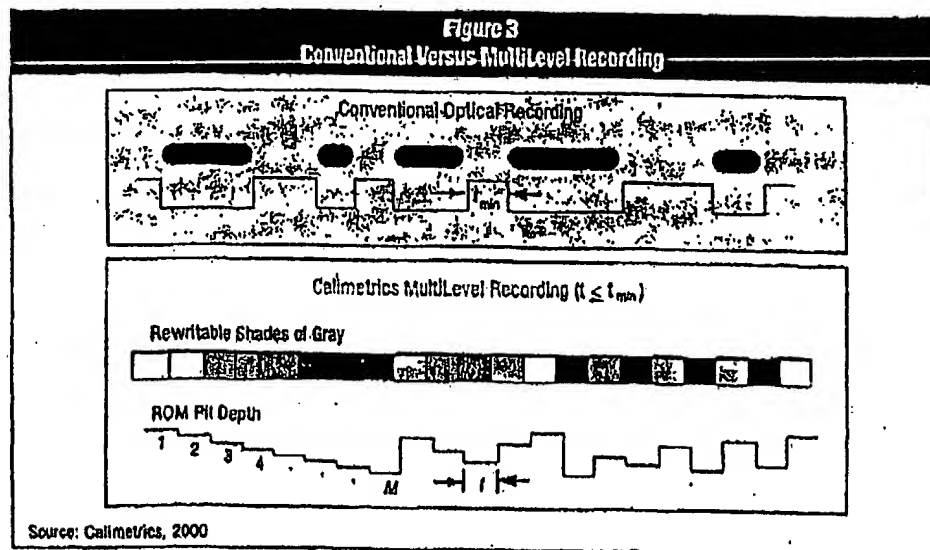 Figure 3
Conventional Versus MultiLevel Recording
Conventional Optical Recording
t min
Calimetrics MultiLevel Recording (t ≤ t min)
Rewritable Shades of Gray
ROM Pit Depth
1 2 3 4 . . . M t
Source: Calimetrics, 2000